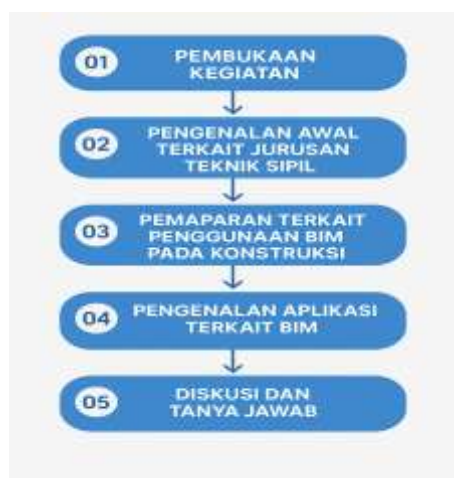 01
PEMBUKAAN
KEGIATAN
02
PENGENALAN AWAL
TERKAIT JURUSAN
TEKNIK SIPIL
03
PEMAPARAN TERKAIT
PENGGUNAAN BIM
PADA KONSTRUKSI
04
PENGENALAN APLIKASI
TERKAIT BIM
05
DISKUSI DAN
TANYA JAWAB